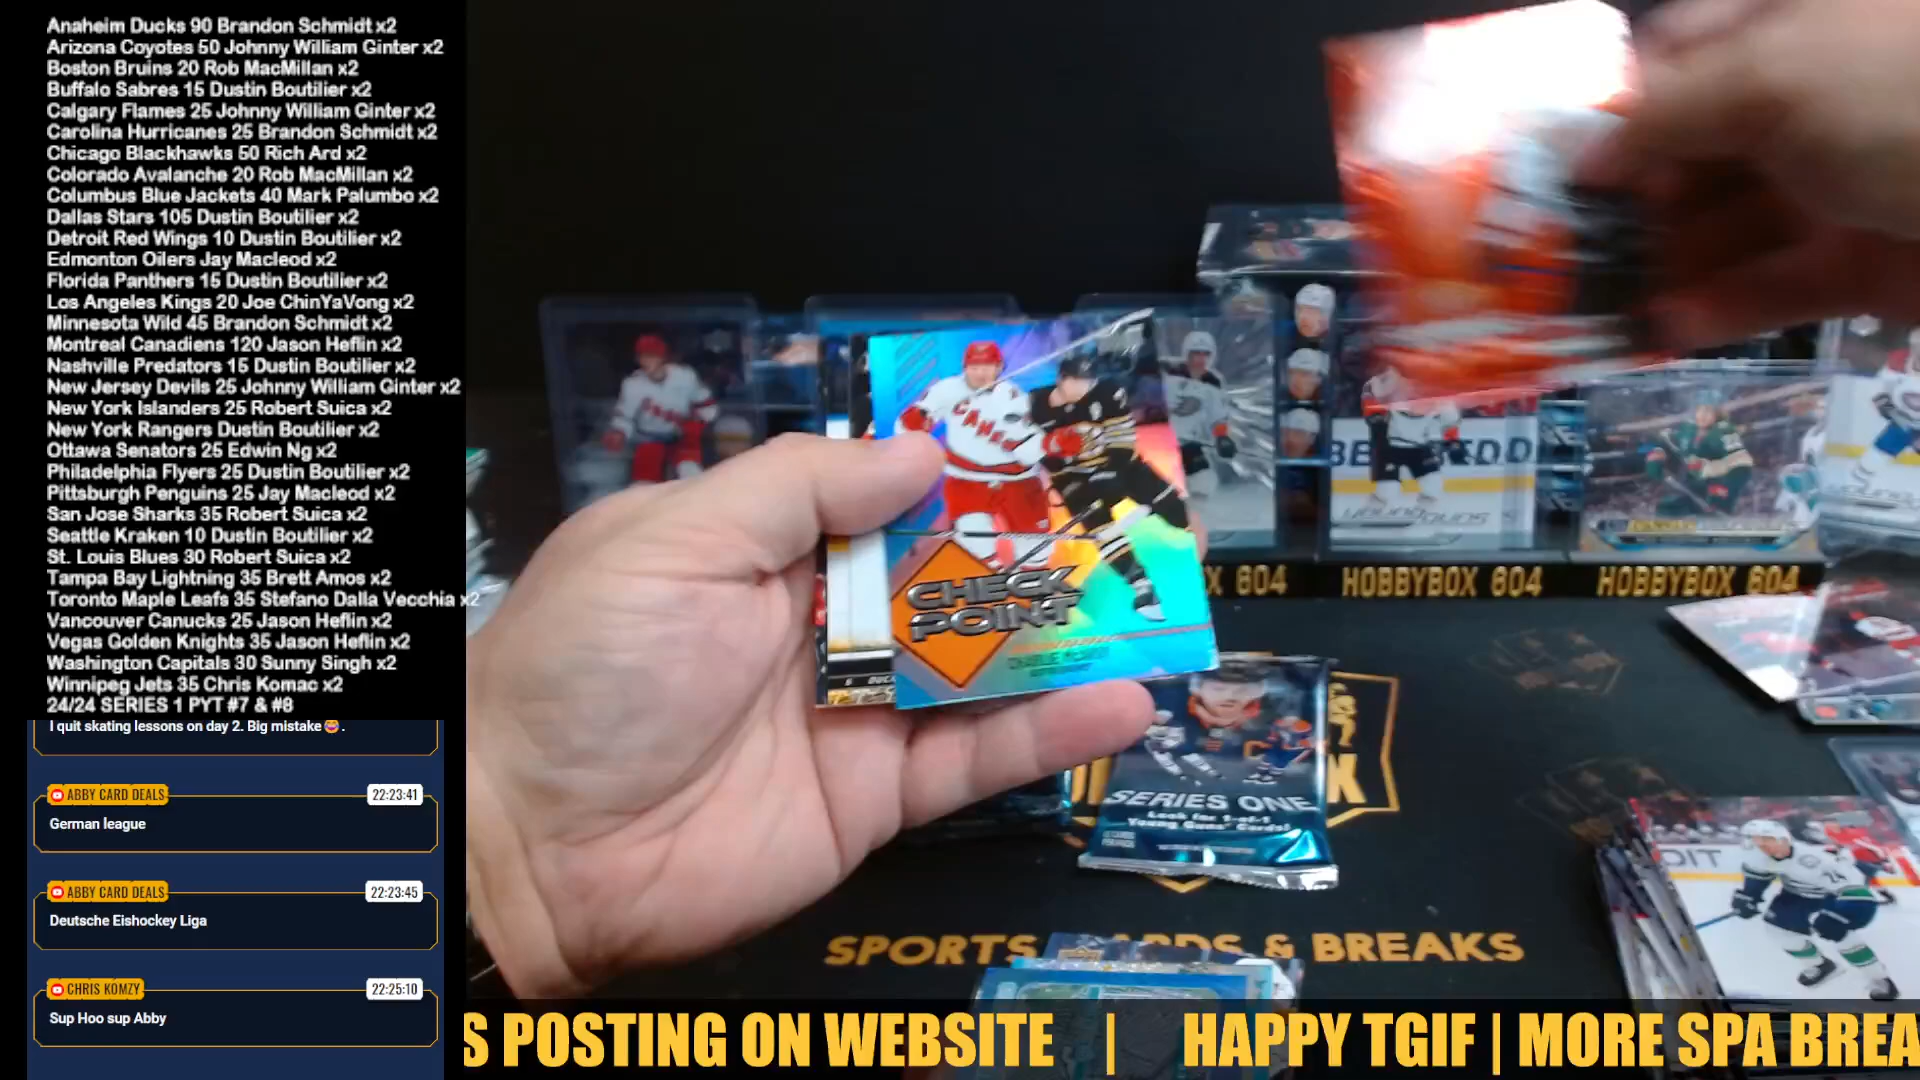 Anaheim Ducks 90 Brandon Schmidt x2
Arizona Coyotes 50 Johnny William Ginter x2
Boston Bruins 20 Rob MacMillan x2
Buffalo Sabres 15 Dustin Boutilier x2
Calgary Flames 25 Johnny William Ginter x2
Carolina Hurricanes 25 Brandon Schmidt x2
Chicago Blackhawks 50 Rich Ard x2
Colorado Avalanche 20 Rob MacMillan x2
Columbus Blue Jackets 40 Mark Palumbo x2
Dallas Stars 105 Dustin Boutilier x2
Detroit Red Wings 10 Dustin Boutilier x2
Edmonton Oilers Jay Macleod x2
Florida Panthers 15 Dustin Boutilier x2
Los Angeles Kings 20 Joe ChinYaVong x2
Minnesota Wild 45 Brandon Schmidt x2
Montreal Canadiens 120 Jason Heflin x2
Nashville Predators 15 Dustin Boutilier x2
New Jersey Devils 25 Johnny William Ginter x2
New York Islanders 25 Robert Suica x2
New York Rangers Dustin Boutilier x2
Ottawa Senators 25 Edwin Ng x2
Philadelphia Flyers 25 Dustin Boutilier x2
Pittsburgh Penguins 25 Jay Macleod x2
San Jose Sharks 35 Robert Suica x2
Seattle Kraken 10 Dustin Boutilier x2
St. Louis Blues 30 Robert Suica x2
Tampa Bay Lightning 35 Brett Amos x2
Toronto Maple Leafs 35 Stefano Dalla Vecchia x2
Vancouver Canucks 25 Jason Heflin x2
Vegas Golden Knights 35 Jason Heflin x2
Washington Capitals 30 Sunny Singh x2
Winnipeg Jets 35 Chris Komac x2
24/24 SERIES 1 PYT #7 & #8
I quit skating lessons on day 2. Big mistake 🤣.
ABBY CARD DEALS 22:23:41
German league
ABBY CARD DEALS 22:23:45
Deutsche Eishockey Liga
CHRIS KOMZY 22:25:10
Sup Hoo sup Abby
CANES
CHECK
POINT
X 604
HOBBYBOX 604
HOBBYBOX 604
SERIES ONE
Look for 1-of-1
Young Guns Cards!
OIT
SPORTS CARDS & BREAKS
S POSTING ON WEBSITE | HAPPY TGIF | MORE SPA BREA